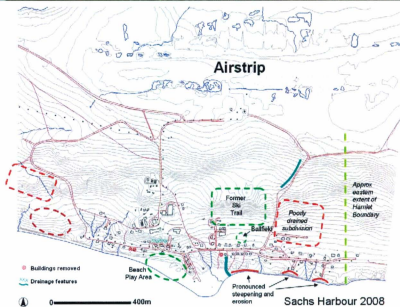 Airstrip
Former
Ski
Trail
Ballfield
Poorly
drained
subdivision
Approx
eastern
extent of
Hamlet
Boundary
Buildings removed
Drainage features
Beach
Play Area
Pronounced
steepening and
erosion
0 400m
Sachs Harbour 2008